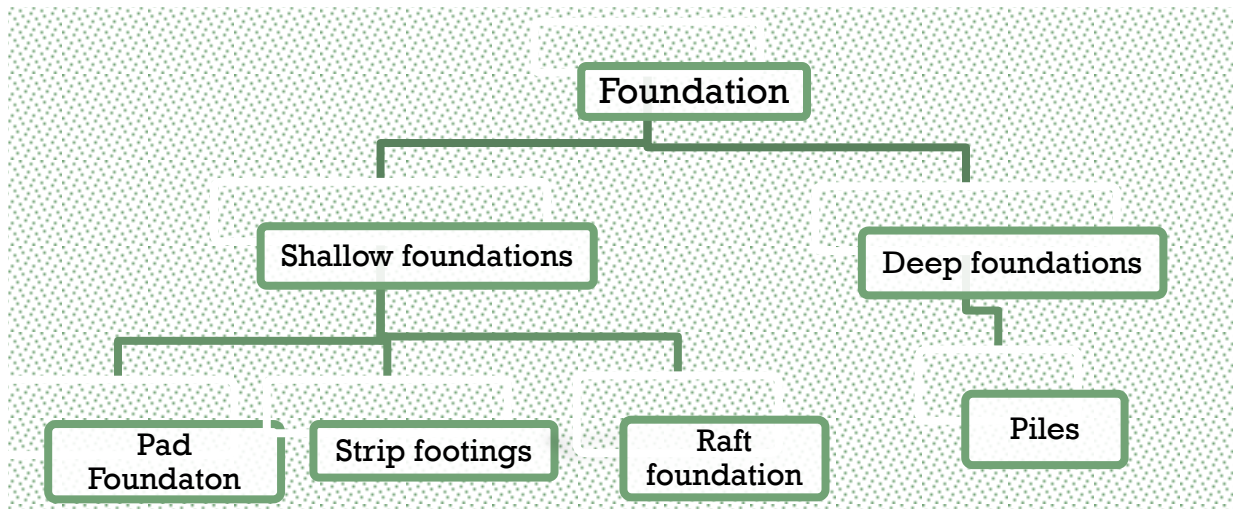 Foundation
Shallow foundations
Deep foundations
Pad
Foundaton
Strip footings
Raft
foundation
Piles